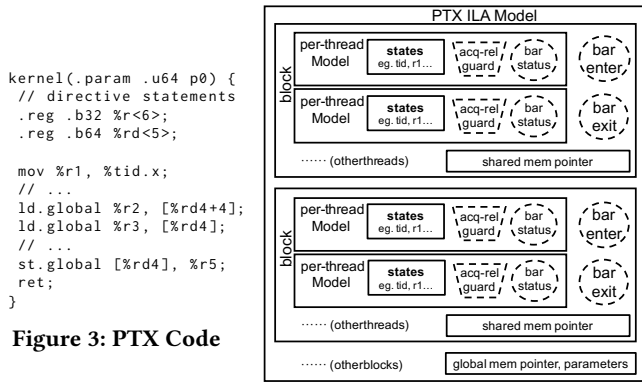 kernel(.param .u64 p0) {
// directive statements
.reg .b32 %r<6>;
.reg .b64 %rd<5>;
mov %r1, %tid.x;
// ...
ld.global %r2, [%rd4+4];
ld.global %r3, [%rd4];
// ...
st.global [%rd4], %r5;
ret;
}
Figure 3: PTX Code
PTX ILA Model
block
per-thread
Model
states
eg. tid, r1...
acq-rel
guard
bar
status
bar
enter
per-thread
Model
states
eg. tid, r1...
acq-rel
guard
bar
status
bar
exit
...... (otherthreads)
shared mem pointer
block
per-thread
Model
states
eg. tid, r1...
acq-rel
guard
bar
status
bar
enter
per-thread
Model
states
eg. tid, r1...
acq-rel
guard
bar
status
bar
exit
...... (otherthreads)
shared mem pointer
...... (otherblocks)
global mem pointer, parameters